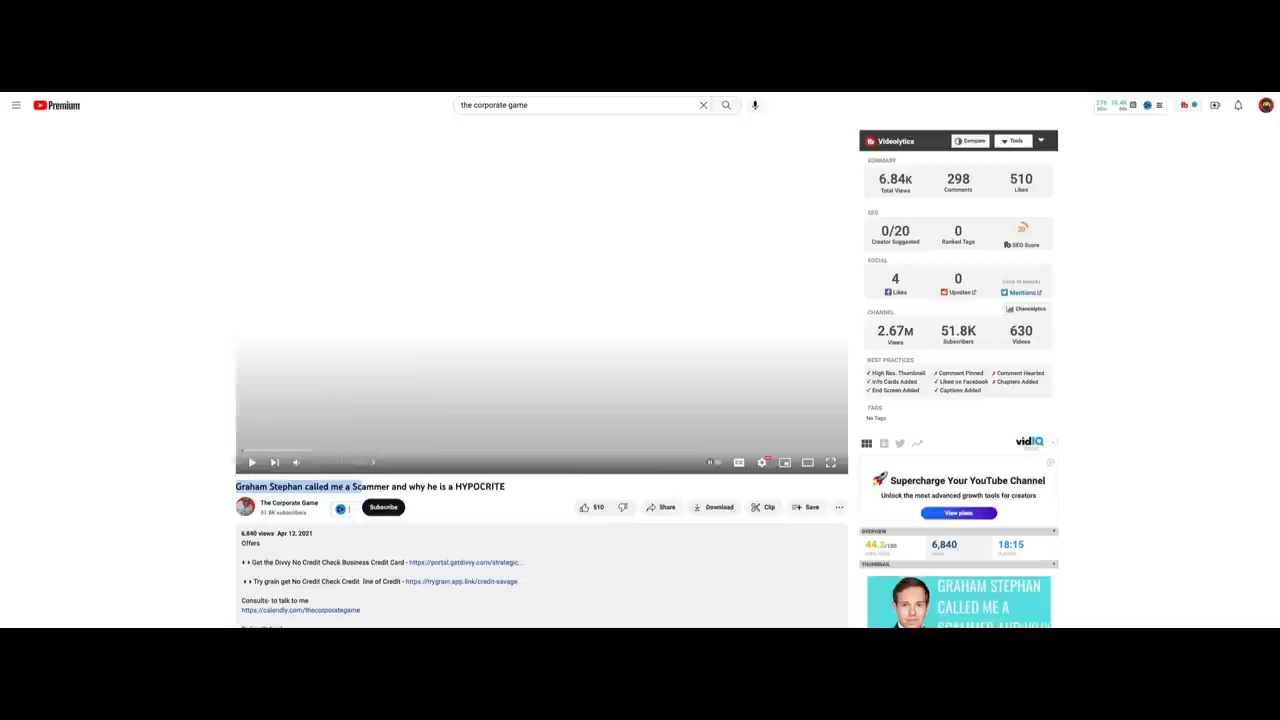 Premium
the corporate game
Videolytics
Compare
Tools
SUMMARY
6.84K
298
510
Total Views
Comments
Likes
SEO
0/20
0
20
Creator Suggested
Ranked Tags
SEO Score
SOCIAL
4
0
Likes
Upvotes
Mentions
CHANNEL
Channelytics
2.67M
51.8K
630
Views
Subscribers
Videos
BEST PRACTICES
✓ High Res. Thumbnail
✗ Comment Pinned
✗ Comment Hearted
✓ Info Cards Added
✓ Liked on Facebook
✗ Chapters Added
✓ End Screen Added
✓ Captions Added
TAGS
No Tags
vidIQ
Supercharge Your YouTube Channel
Unlock the most advanced growth tools for creators
View plans
OVERVIEW
44.2/100
6,840
18:15
THUMBNAIL
GRAHAM STEPHAN
CALLED ME A
SCAMMER AND WHY
Graham Stephan called me a Scammer and why he is a HYPOCRITE
The Corporate Game
51.8K subscribers
Subscribe
510
Share
Download
Clip
Save
6,840 views Apr 12, 2021
Offers
Get the Divvy No Credit Check Business Credit Card - https://portal.getdivvy.com/strategic...
Try grain get No Credit Check Credit line of Credit - https://trygrain.app.link/credit-savage
Consults- to talk to me
https://calendly.com/thecorporategame